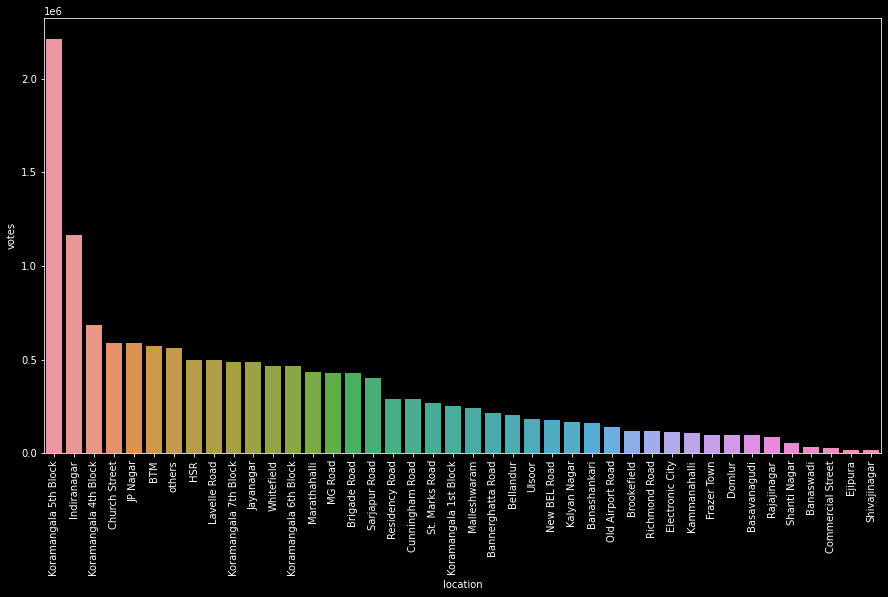 1e6
2.0
1.5
1.0
0.5
0.0
votes
Koramangala 5th Block
Indiranagar
Koramangala 4th Block
Church Street
JP Nagar
BTM
others
HSR
Lavelle Road
Koramangala 7th Block
Jayanagar
Whitefield
Koramangala 6th Block
Marathahalli
MG Road
Brigade Road
Sarjapur Road
Residency Road
Cunningham Road
St. Marks Road
Koramangala 1st Block
Malleshwaram
Bannerghatta Road
Bellandur
Ulsoor
New BEL Road
Kalyan Nagar
Banashankari
Old Airport Road
Brookefield
Richmond Road
Electronic City
Kammanahalli
Frazer Town
Domlur
Basavanagudi
Rajajinagar
Shanti Nagar
Banaswadi
Commercial Street
Ejipura
Shivajinagar
location